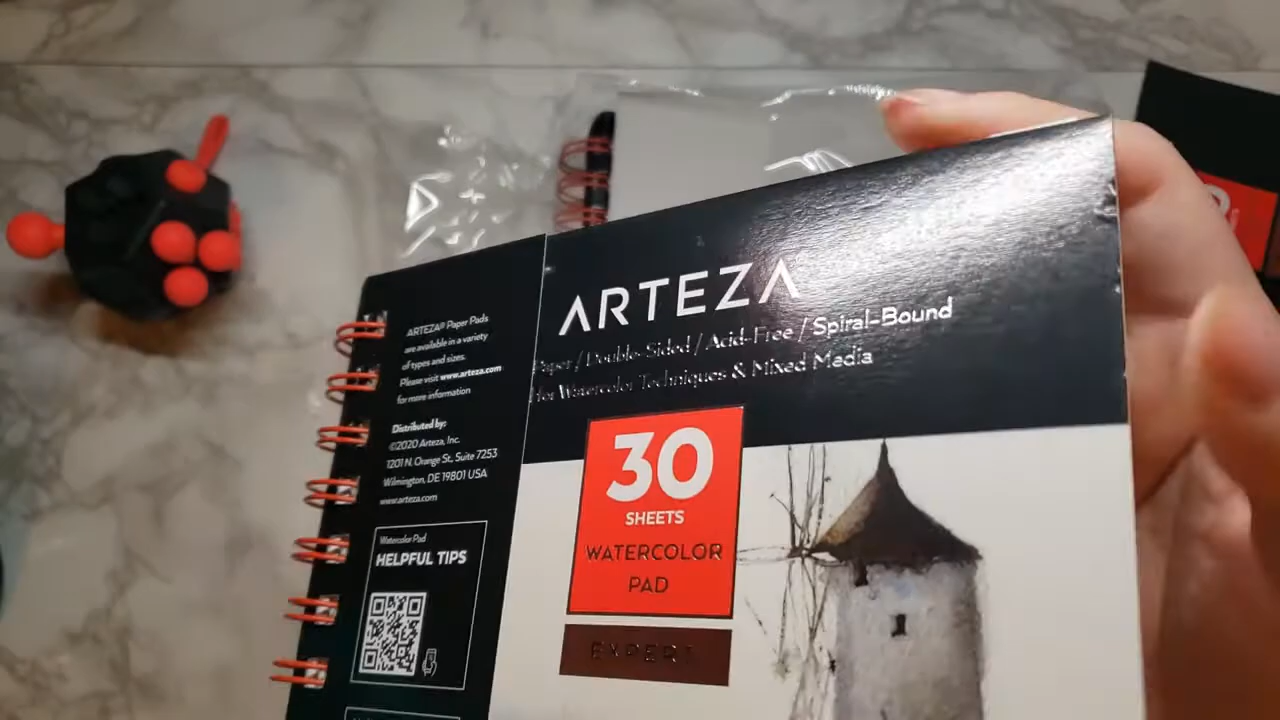 ARTEZA® Paper Pads
are available in a variety
of types and sizes.
Please visit www.arteza.com
for more information
Distributed by:
©2020 Arteza, Inc.
1201 N. Orange St., Suite 7253
Wilmington, DE 19801 USA
www.arteza.com
Watercolor Pad
HELPFUL TIPS
ARTEZA
Paper / Double-Sided / Acid-Free / Spiral-Bound
for Watercolor Techniques & Mixed Media
30
SHEETS
WATERCOLOR
PAD
EXPERT